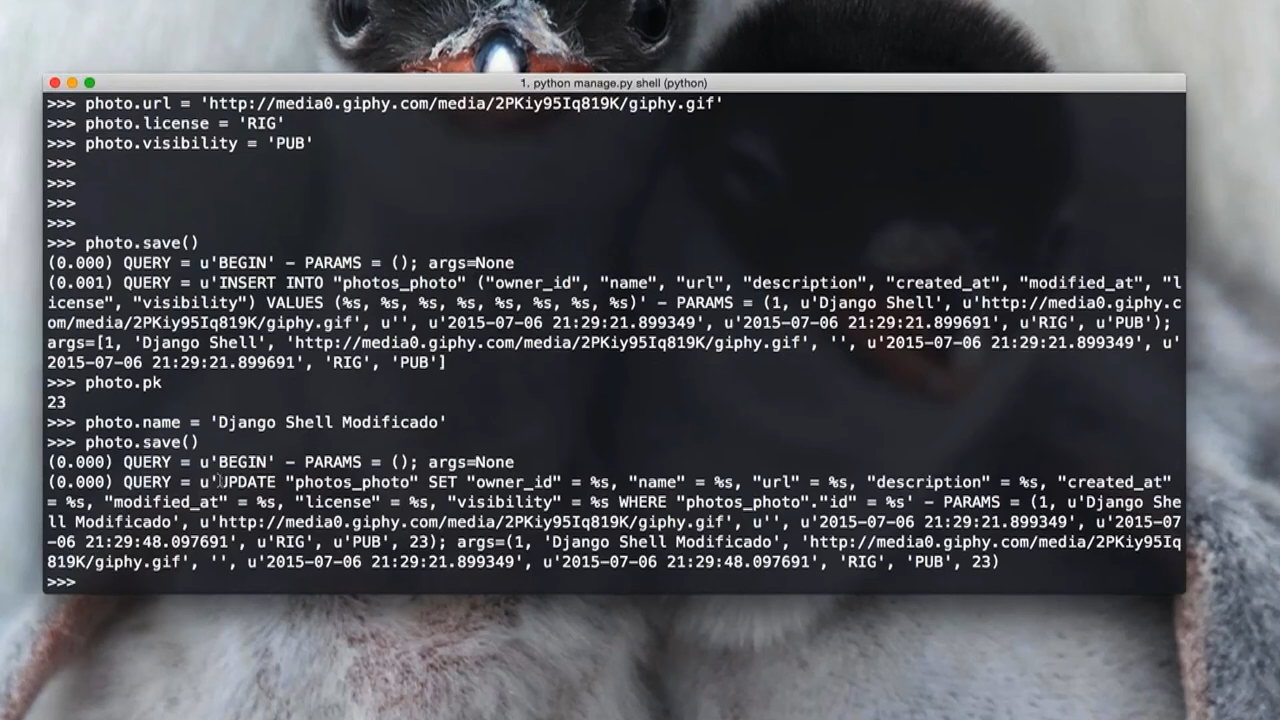 1. python manage.py shell (python)
>>> photo.url = 'http://media0.giphy.com/media/2PKiy95Iq819K/giphy.gif'
>>> photo.license = 'RIG'
>>> photo.visibility = 'PUB'
>>>
>>>
>>>
>>>
>>> photo.save()
(0.000) QUERY = u'BEGIN' - PARAMS = (); args=None
(0.001) QUERY = u'INSERT INTO "photos_photo" ("owner_id", "name", "url", "description", "created_at", "modified_at", "l
icense", "visibility") VALUES (%s, %s, %s, %s, %s, %s, %s, %s)' - PARAMS = (1, u'Django Shell', u'http://media0.giphy.c
om/media/2PKiy95Iq819K/giphy.gif', u'', u'2015-07-06 21:29:21.899349', u'2015-07-06 21:29:21.899691', u'RIG', u'PUB');
args=[1, 'Django Shell', 'http://media0.giphy.com/media/2PKiy95Iq819K/giphy.gif', '', u'2015-07-06 21:29:21.899349', u'
2015-07-06 21:29:21.899691', 'RIG', 'PUB']
>>> photo.pk
23
>>> photo.name = 'Django Shell Modificado'
>>> photo.save()
(0.000) QUERY = u'BEGIN' - PARAMS = (); args=None
(0.000) QUERY = u'UPDATE "photos_photo" SET "owner_id" = %s, "name" = %s, "url" = %s, "description" = %s, "created_at"
= %s, "modified_at" = %s, "license" = %s, "visibility" = %s WHERE "photos_photo"."id" = %s' - PARAMS = (1, u'Django She
ll Modificado', u'http://media0.giphy.com/media/2PKiy95Iq819K/giphy.gif', u'', u'2015-07-06 21:29:21.899349', u'2015-07
-06 21:29:48.097691', u'RIG', u'PUB', 23); args=(1, 'Django Shell Modificado', 'http://media0.giphy.com/media/2PKiy95Iq
819K/giphy.gif', '', u'2015-07-06 21:29:21.899349', u'2015-07-06 21:29:48.097691', 'RIG', 'PUB', 23)
>>>